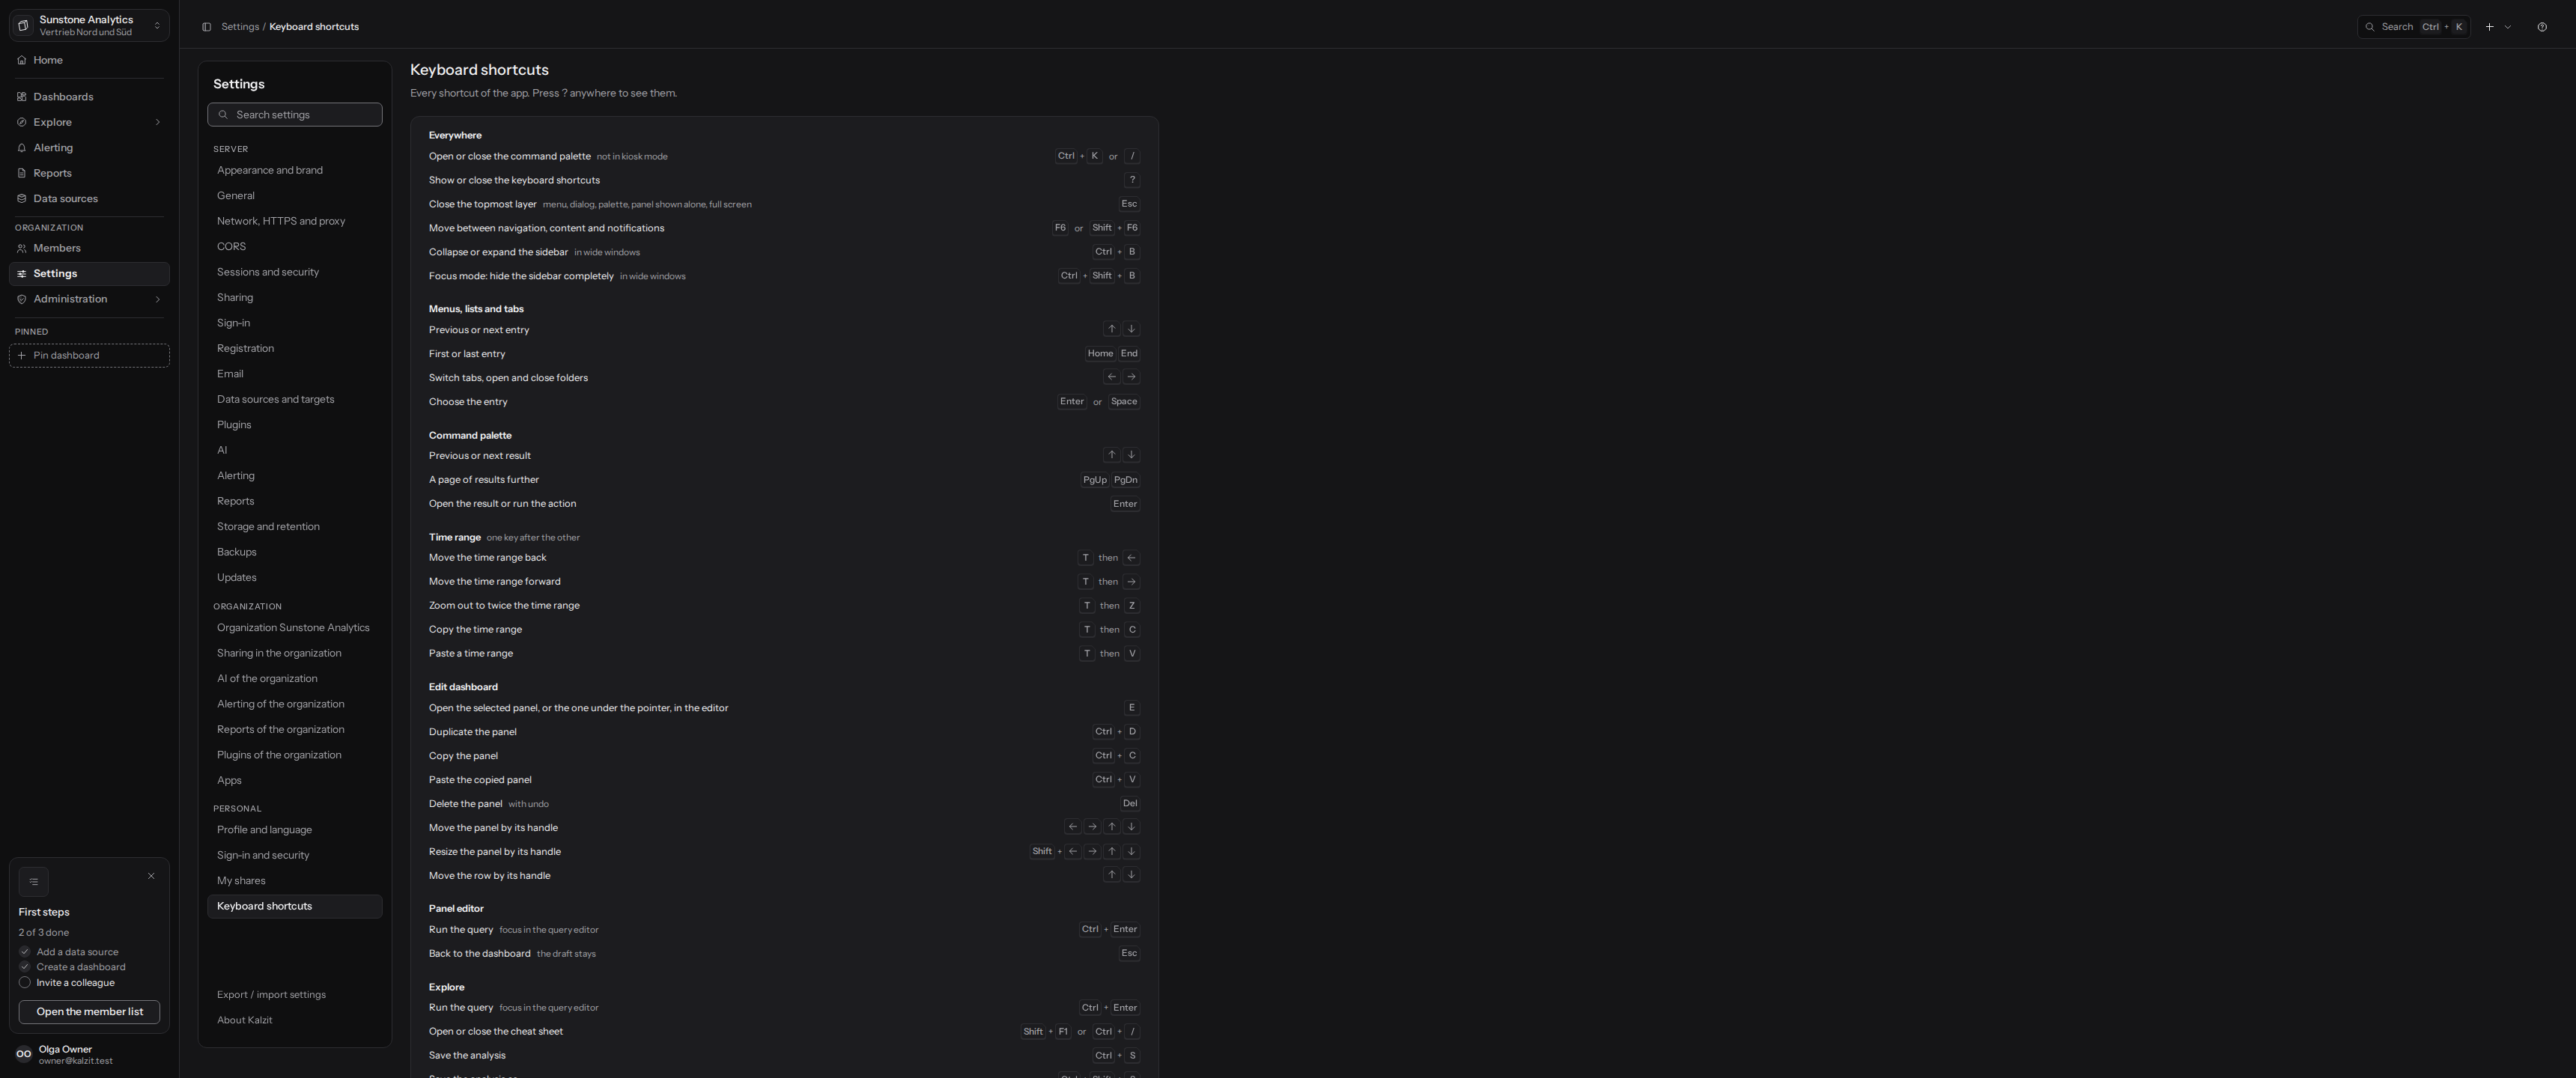 Sunstone Analytics
Vertrieb Nord und Süd
Home
Dashboards
Explore
Alerting
Reports
Data sources
ORGANIZATION
Members
Settings
Administration
PINNED
Pin dashboard
First steps
2 of 3 done
Add a data source
Create a dashboard
Invite a colleague
Open the member list
OO
Olga Owner
owner@kalzit.test
Settings / Keyboard shortcuts
Search Ctrl + K
Settings
Search settings
SERVER
Appearance and brand
General
Network, HTTPS and proxy
CORS
Sessions and security
Sharing
Sign-in
Registration
Email
Data sources and targets
Plugins
AI
Alerting
Reports
Storage and retention
Backups
Updates
ORGANIZATION
Organization Sunstone Analytics
Sharing in the organization
AI of the organization
Alerting of the organization
Reports of the organization
Plugins of the organization
Apps
PERSONAL
Profile and language
Sign-in and security
My shares
Keyboard shortcuts
Export / import settings
About Kalzit
Keyboard shortcuts
Every shortcut of the app. Press ? anywhere to see them.
Everywhere
Open or close the command palette not in kiosk mode Ctrl + K or /
Show or close the keyboard shortcuts ?
Close the topmost layer menu, dialog, palette, panel shown alone, full screen Esc
Move between navigation, content and notifications F6 or Shift + F6
Collapse or expand the sidebar in wide windows Ctrl + B
Focus mode: hide the sidebar completely in wide windows Ctrl + Shift + B
Menus, lists and tabs
Previous or next entry ↑ ↓
First or last entry Home End
Switch tabs, open and close folders ← →
Choose the entry Enter or Space
Command palette
Previous or next result ↑ ↓
A page of results further PgUp PgDn
Open the result or run the action Enter
Time range one key after the other
Move the time range back T then ←
Move the time range forward T then →
Zoom out to twice the time range T then Z
Copy the time range T then C
Paste a time range T then V
Edit dashboard
Open the selected panel, or the one under the pointer, in the editor E
Duplicate the panel Ctrl + D
Copy the panel Ctrl + C
Paste the copied panel Ctrl + V
Delete the panel with undo Del
Move the panel by its handle ← → ↑ ↓
Resize the panel by its handle Shift + ← → ↑ ↓
Move the row by its handle ↑ ↓
Panel editor
Run the query focus in the query editor Ctrl + Enter
Back to the dashboard the draft stays Esc
Explore
Run the query focus in the query editor Ctrl + Enter
Open or close the cheat sheet Shift + F1 or Ctrl + /
Save the analysis Ctrl + S